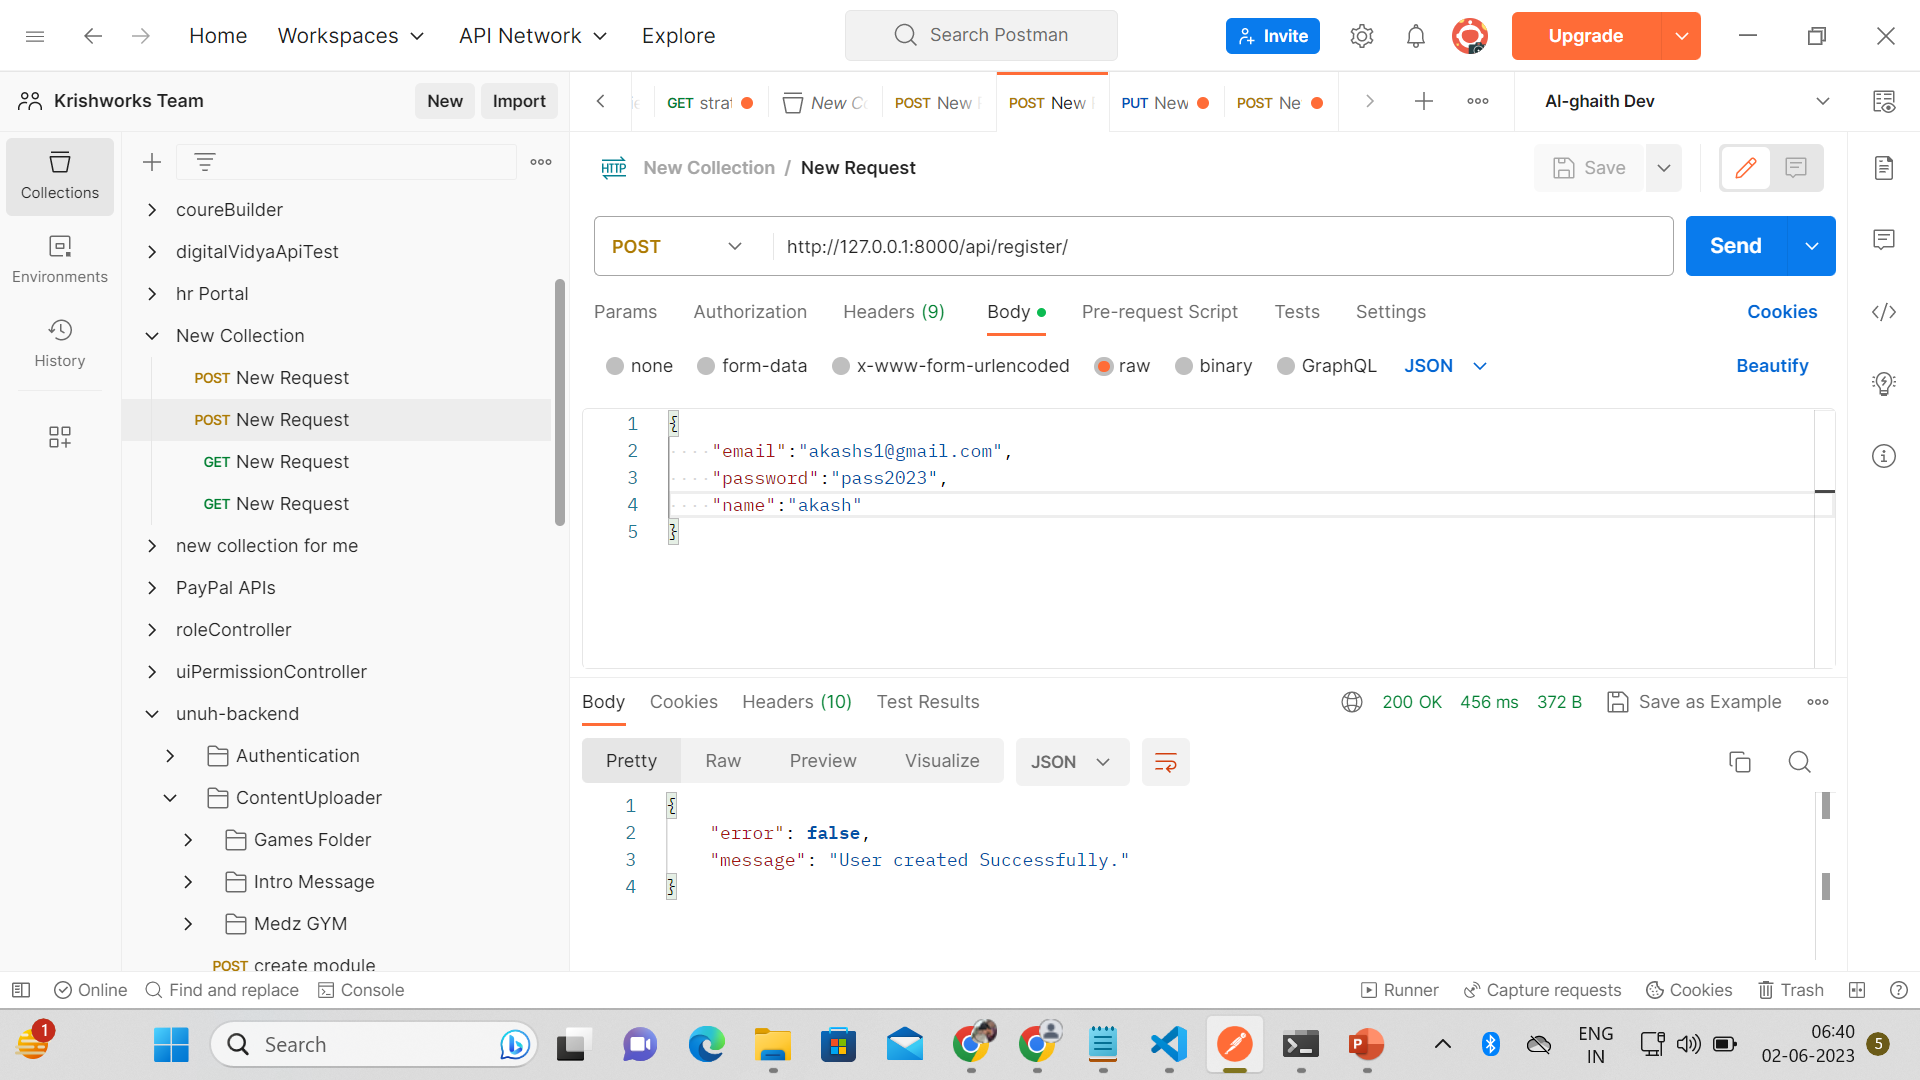 Home Workspaces API Network Explore Search Postman Invite Upgrade
Krishworks Team New Import
GET strat New Co POST New POST New PUT New POST Ne Al-ghaith Dev
Collections
Environments
History
coureBuilder
digitalVidyaApiTest
hr Portal
New Collection
POST New Request
POST New Request
GET New Request
GET New Request
new collection for me
PayPal APIs
roleController
uiPermissionController
unuh-backend
Authentication
ContentUploader
Games Folder
Intro Message
Medz GYM
POST create module
HTTP New Collection / New Request Save
POST http://127.0.0.1:8000/api/register/ Send
Params Authorization Headers (9) Body Pre-request Script Tests Settings Cookies
none form-data x-www-form-urlencoded raw binary GraphQL JSON Beautify
1 {
2 "email":"akashs1@gmail.com",
3 "password":"pass2023",
4 "name":"akash"
5 }
Body Cookies Headers (10) Test Results 200 OK 456 ms 372 B Save as Example
Pretty Raw Preview Visualize JSON
1 {
2 "error": false,
3 "message": "User created Successfully."
4 }
Online Find and replace Console Runner Capture requests Cookies Trash
1 Search P ENG 06:40
IN 02-06-2023 5